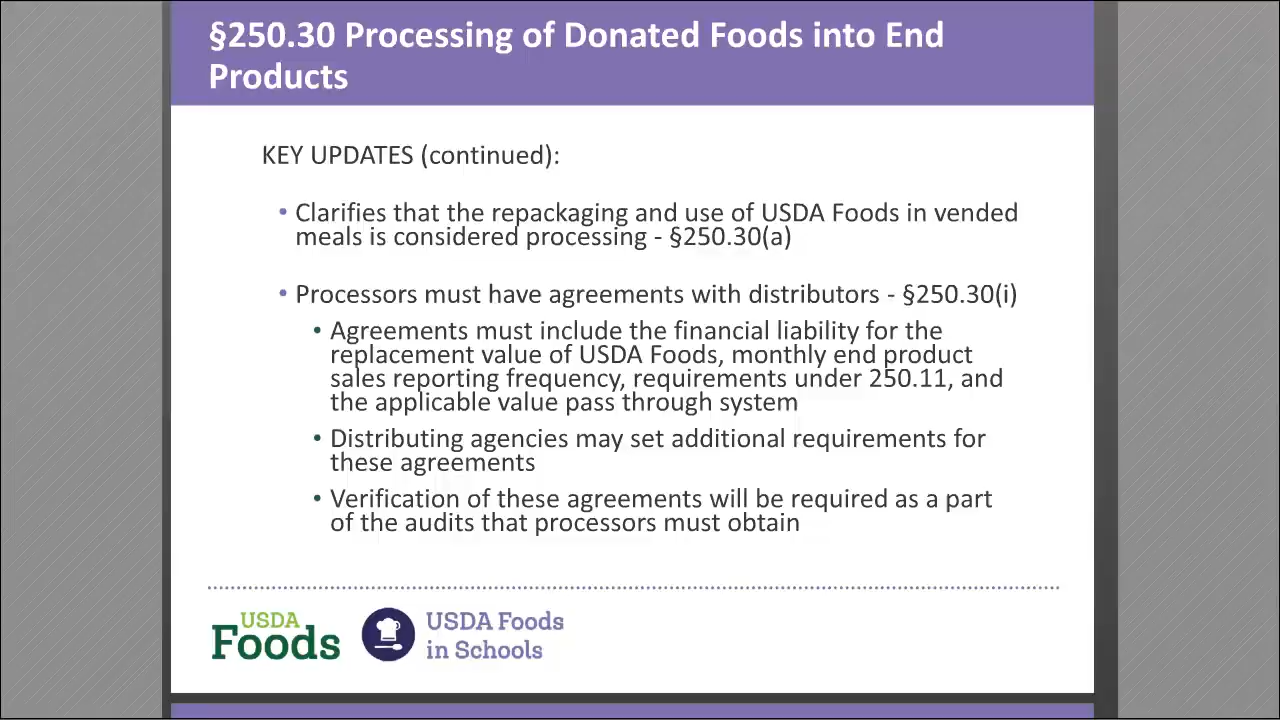 §250.30 Processing of Donated Foods into End
Products
KEY UPDATES (continued):
• Clarifies that the repackaging and use of USDA Foods in vended
meals is considered processing - §250.30(a)
• Processors must have agreements with distributors - §250.30(i)
• Agreements must include the financial liability for the
replacement value of USDA Foods, monthly end product
sales reporting frequency, requirements under 250.11, and
the applicable value pass through system
• Distributing agencies may set additional requirements for
these agreements
• Verification of these agreements will be required as a part
of the audits that processors must obtain
USDA
Foods
USDA Foods
in Schools